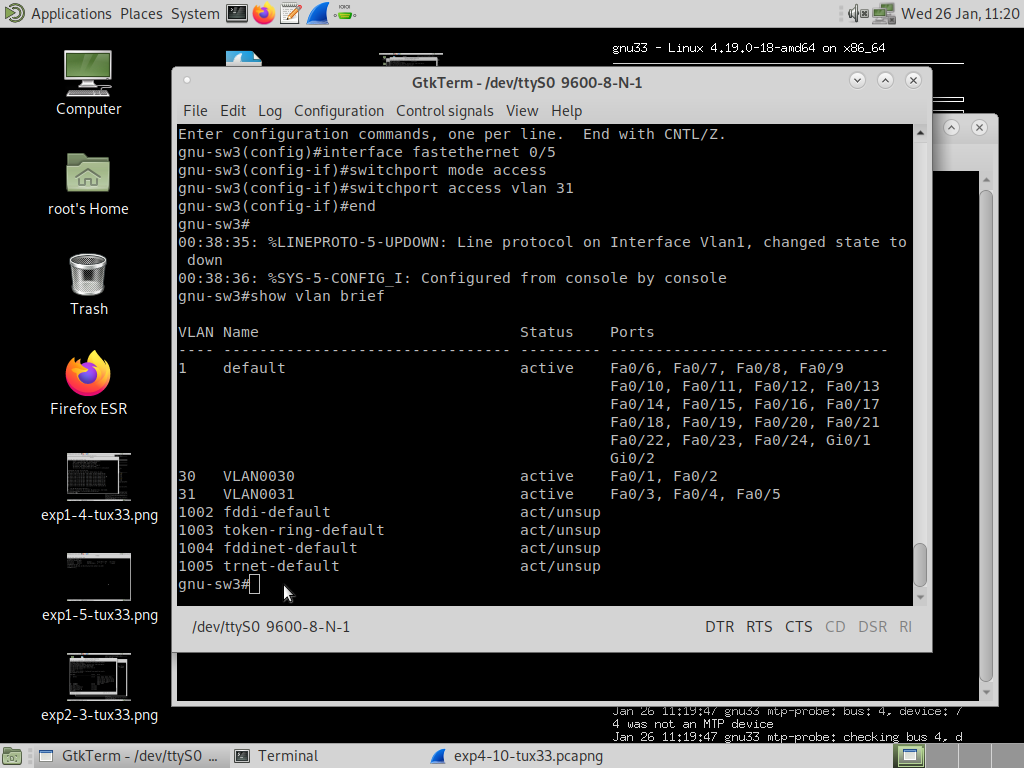 Applications Places System
Wed 26 Jan, 11:20
gnu33 - Linux 4.19.0-18-amd64 on x86_64
Computer
root's Home
Trash
Firefox ESR
exp1-4-tux33.png
exp1-5-tux33.png
exp2-3-tux33.png
GtkTerm - /dev/ttyS0 9600-8-N-1
File Edit Log Configuration Control signals View Help
Enter configuration commands, one per line.  End with CNTL/Z.
gnu-sw3(config)#interface fastethernet 0/5
gnu-sw3(config-if)#switchport mode access
gnu-sw3(config-if)#switchport access vlan 31
gnu-sw3(config-if)#end
gnu-sw3#
00:38:35: %LINEPROTO-5-UPDOWN: Line protocol on Interface Vlan1, changed state to
 down
00:38:36: %SYS-5-CONFIG_I: Configured from console by console
gnu-sw3#show vlan brief
VLAN Name                             Status    Ports
---- -------------------------------- --------- -------------------------------
1    default                          active    Fa0/6, Fa0/7, Fa0/8, Fa0/9
                                                Fa0/10, Fa0/11, Fa0/12, Fa0/13
                                                Fa0/14, Fa0/15, Fa0/16, Fa0/17
                                                Fa0/18, Fa0/19, Fa0/20, Fa0/21
                                                Fa0/22, Fa0/23, Fa0/24, Gi0/1
                                                Gi0/2
30   VLAN0030                         active    Fa0/1, Fa0/2
31   VLAN0031                         active    Fa0/3, Fa0/4, Fa0/5
1002 fddi-default                     act/unsup
1003 token-ring-default               act/unsup
1004 fddinet-default                  act/unsup
1005 trnet-default                    act/unsup
gnu-sw3#
/dev/ttyS0 9600-8-N-1
DTR RTS CTS CD DSR RI
Jan 26 11:19:47 gnu33 mtp-probe: bus: 4, device: 7
4 was not an MTP device
Jan 26 11:19:47 gnu33 mtp-probe: checking bus 4, d
GtkTerm - /dev/ttyS0 ...
Terminal
exp4-10-tux33.pcapng